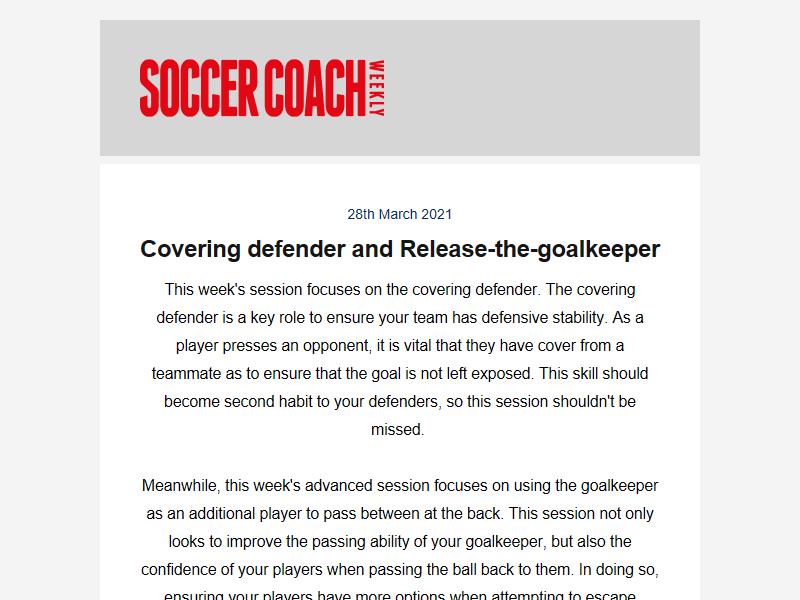 SOCCER COACH WEEKLY
28th March 2021
Covering defender and Release-the-goalkeeper
This week's session focuses on the covering defender. The covering
defender is a key role to ensure your team has defensive stability. As a
player presses an opponent, it is vital that they have cover from a
teammate as to ensure that the goal is not left exposed. This skill should
become second habit to your defenders, so this session shouldn't be
missed.
Meanwhile, this week's advanced session focuses on using the goalkeeper
as an additional player to pass between at the back. This session not only
looks to improve the passing ability of your goalkeeper, but also the
confidence of your players when passing the ball back to them. In doing so,
ensuring your players have more options when attempting to escape